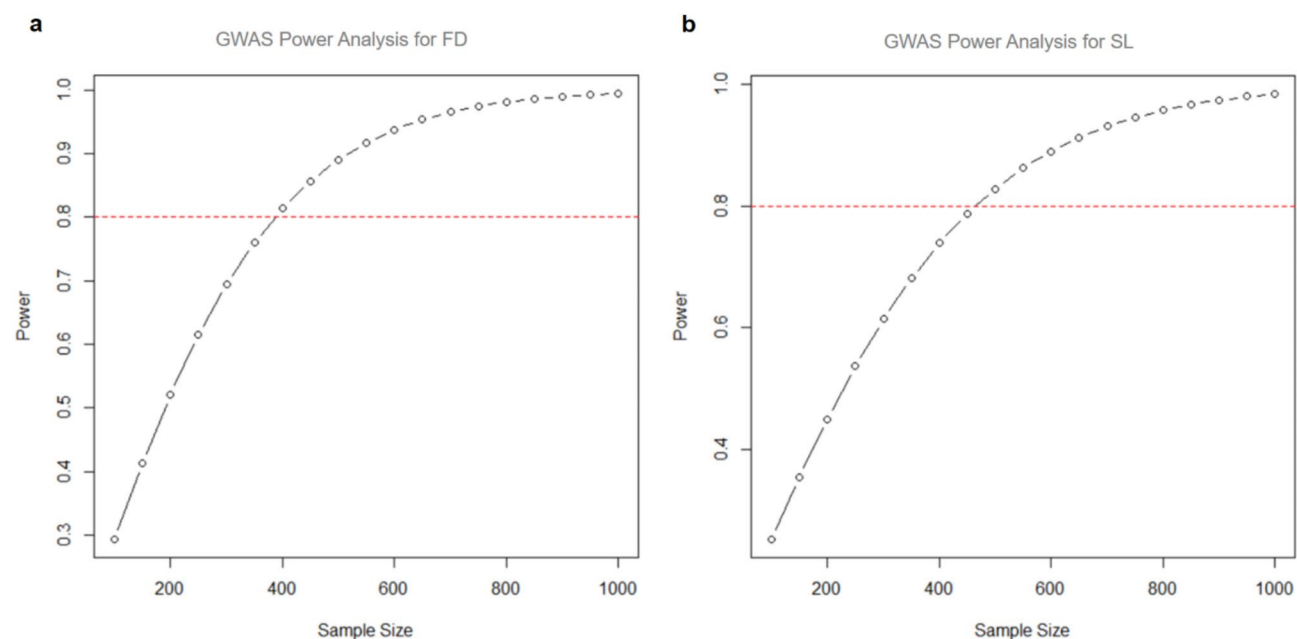 a
GWAS Power Analysis for FD
Power
1.0
0.9
0.8
0.7
0.6
0.5
0.4
0.3
200 400 600 800 1000
Sample Size
b
GWAS Power Analysis for SL
Power
1.0
0.8
0.6
0.4
200 400 600 800 1000
Sample Size